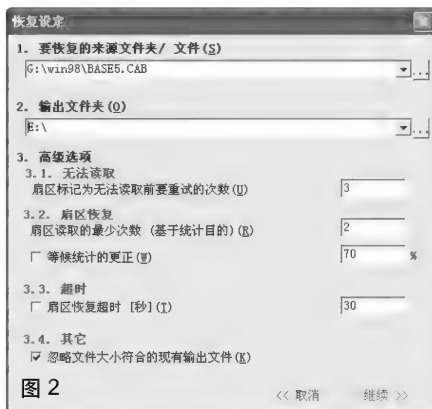 恢复设定
1. 要恢复的来源文件夹/ 文件(S)
G:\win98\BASE5.CAB
...
2. 输出文件夹(O)
E:\
...
3. 高级选项
3.1. 无法读取
扇区标记为无法读取前要重试的次数(U) 3
3.2. 扇区恢复
扇区读取的最少次数 (基于统计目的)(R) 2
等候统计的更正(W) 70 %
3.3. 超时
扇区恢复超时 [秒](T) 30
3.4. 其它
忽略文件大小符合的现有输出文件(K)
图 2
<< 取消 继续 >>